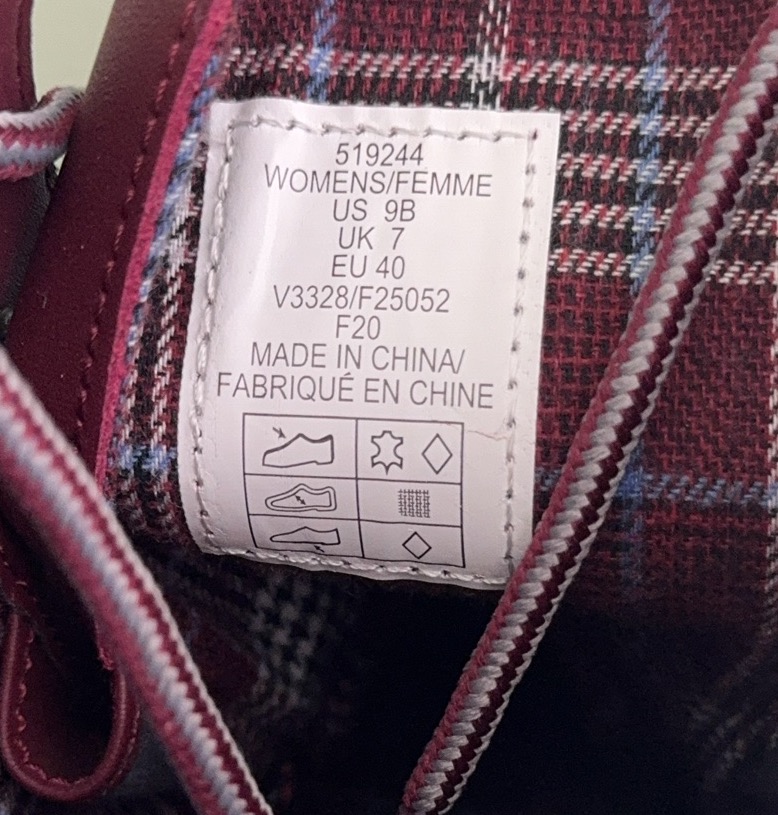 519244
WOMENS/FEMME
US 9B
UK 7
EU 40
V3328/F25052
F20
MADE IN CHINA/
FABRIQUÉ EN CHINE